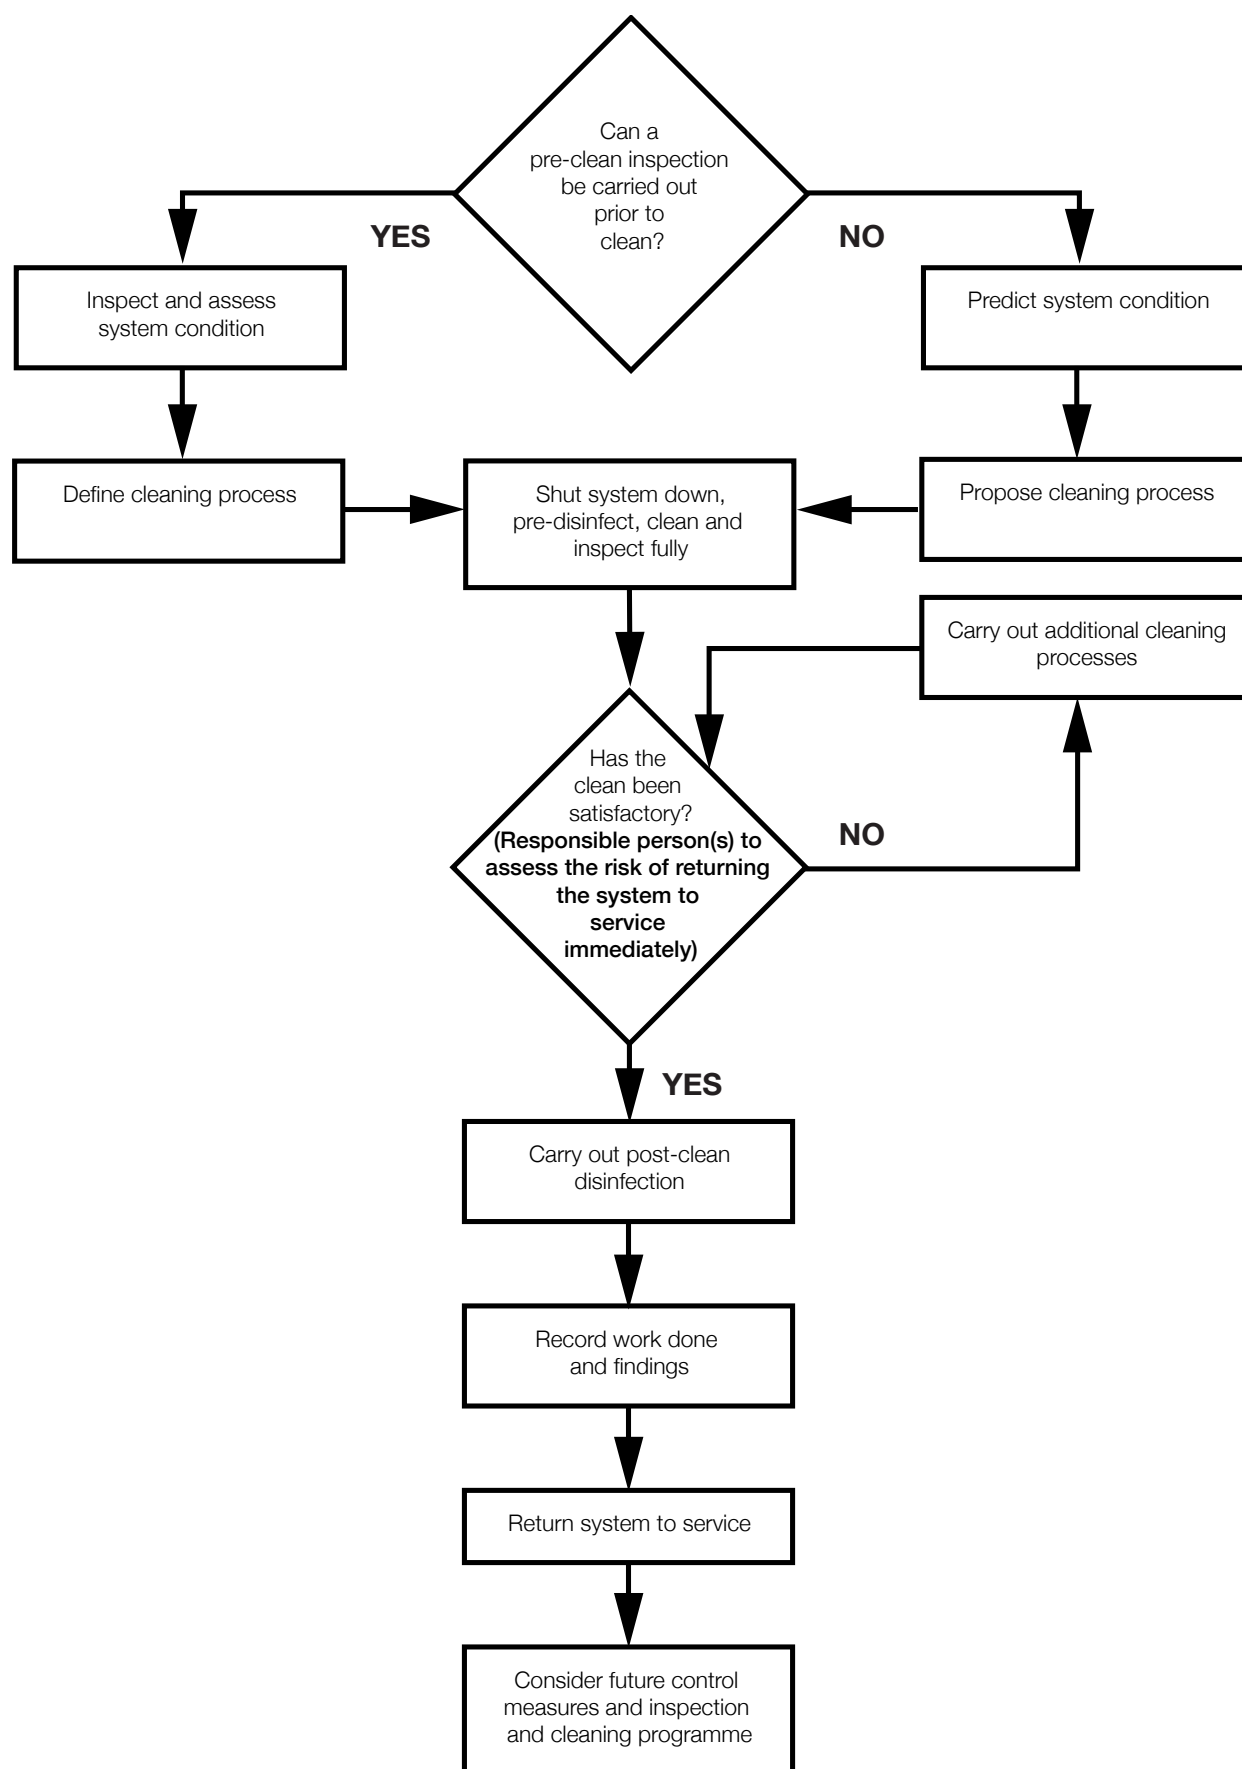 Can a
pre-clean inspection
be carried out
prior to
clean?
YES
NO
Inspect and assess
system condition
Predict system condition
Define cleaning process
Shut system down,
pre-disinfect, clean and
inspect fully
Propose cleaning process
Carry out additional cleaning
processes
Has the
clean been
satisfactory?
(Responsible person(s) to
assess the risk of returning
the system to
service
immediately)
NO
YES
Carry out post-clean
disinfection
Record work done
and findings
Return system to service
Consider future control
measures and inspection
and cleaning programme